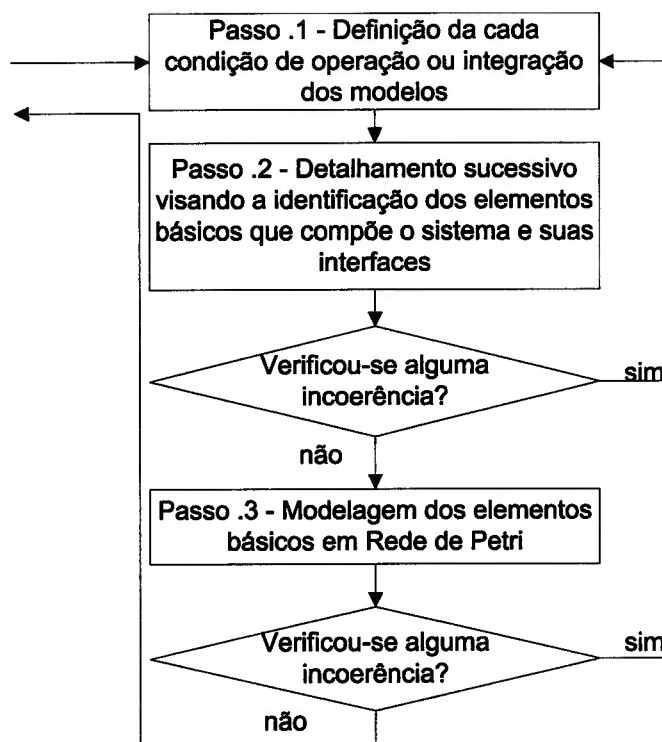 Passo .1 - Definição da cada
condição de operação ou integração
dos modelos
Passo .2 - Detalhamento sucessivo
visando a identificação dos elementos
básicos que compõe o sistema e suas
interfaces
Verificou-se alguma
incoerência?
sim
não
Passo .3 - Modelagem dos elementos
básicos em Rede de Petri
Verificou-se alguma
incoerência?
sim
não